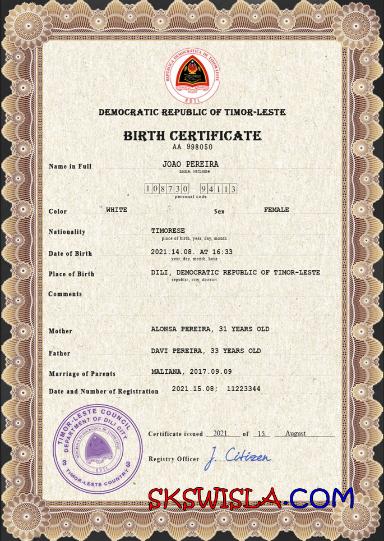 DEMOCRATIC REPUBLIC OF TIMOR-LESTE
BIRTH CERTIFICATE
AA 998050
Name in Full JOAO PEREIRA
name, surname
108730 94113
personal code
Color WHITE Sex FEMALE
Nationality TIMORESE
place of birth, year, day, month
Date of Birth 2021.14.08. AT 16:33
year, day, month, hour
Place of Birth DILI, DEMOCRATIC REPUBLIC OF TIMOR-LESTE
republic, city, district
Comments
Mother ALONSA PEREIRA, 31 YEARS OLD
Father DAVI PEREIRA, 33 YEARS OLD
Marriage of Parents MALIANA, 2017.09.09
Date and Number of Registration 2021.15.08; 11223344
TIMOR-LESTE COUNCIL
DEPARTMENT OF DILI CITY
TIMOR-LESTE COUNTRY
Certificate issued 2021 of 15 August
Registry Officer J. Citizen
SKSWISLA.COM